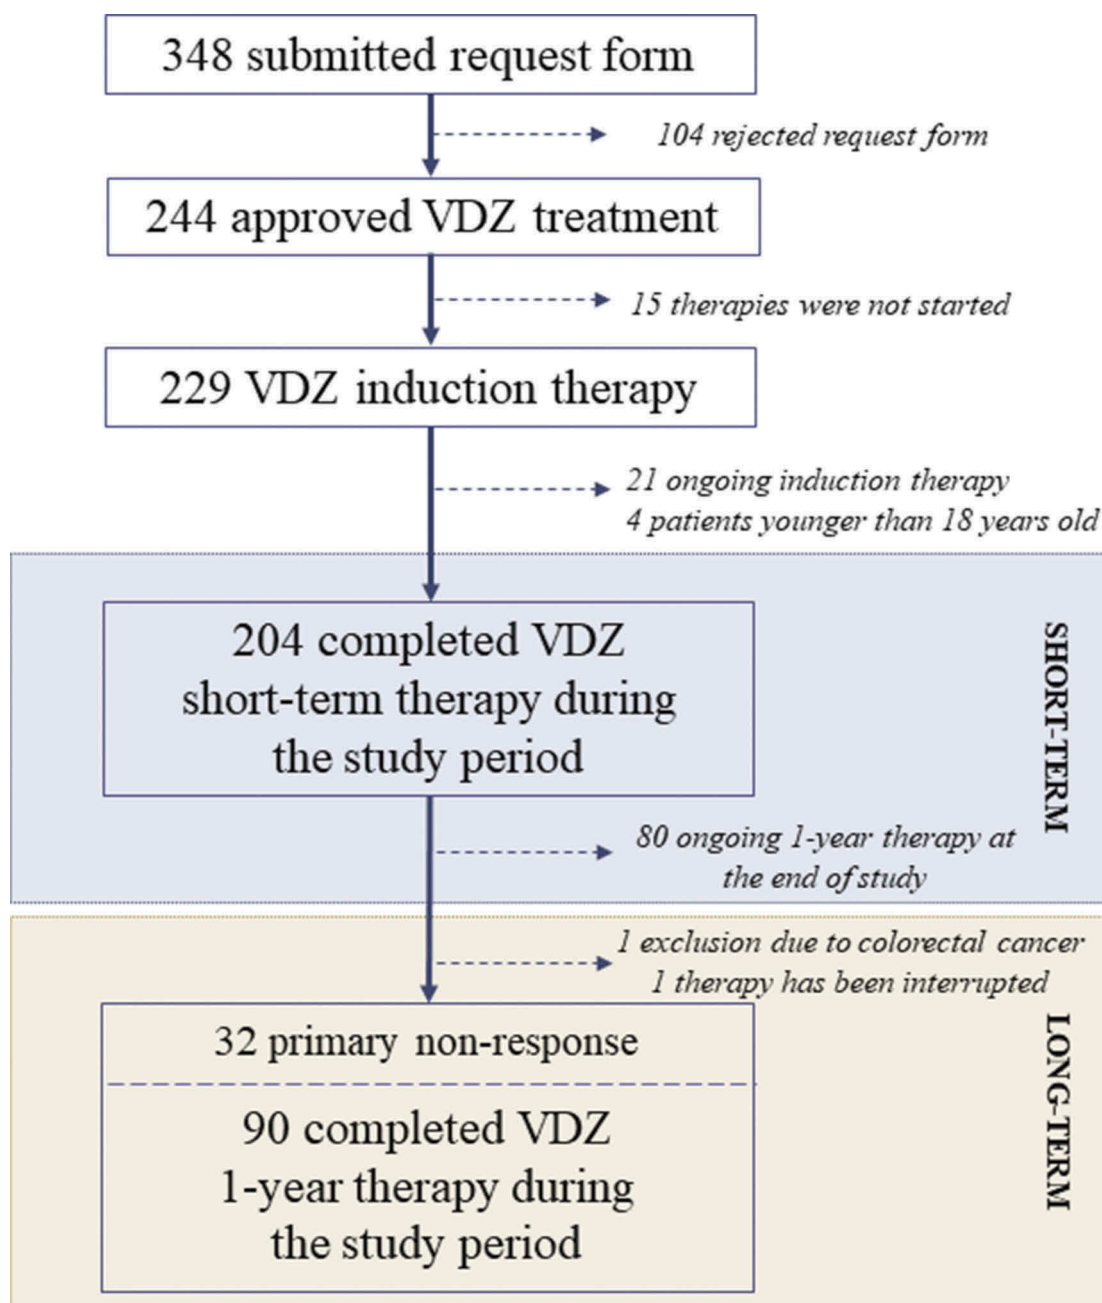 348 submitted request form
104 rejected request form
244 approved VDZ treatment
15 therapies were not started
229 VDZ induction therapy
21 ongoing induction therapy
4 patients younger than 18 years old
204 completed VDZ
short-term therapy during
the study period
SHORT-TERM
80 ongoing 1-year therapy at
the end of study
1 exclusion due to colorectal cancer
1 therapy has been interrupted
32 primary non-response
90 completed VDZ
1-year therapy during
the study period
LONG-TERM